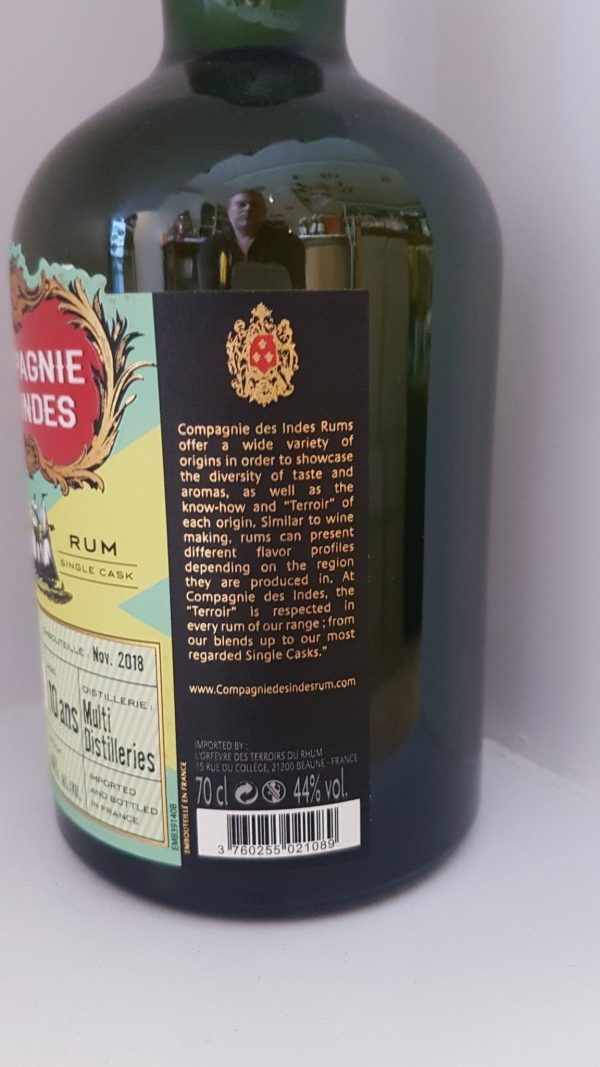 AGNIE
NDES
RUM
SINGLE CASK
Nov. 2018
10 ans
DISTILLERIE:
Multi
Distilleries
IMPORTED
AND BOTTLED
IN FRANCE
EMB39140B
Compagnie des Indes Rums
offer a wide variety of
origins in order to showcase
the diversity of taste and
aromas, as well as the
know-how and “Terroir” of
each origin. Similar to wine
making, rums can present
different flavor profiles
depending on the region
they are produced in. At
Compagnie des Indes, the
“Terroir” is respected in
every rum of our range ; from
our blends up to our most
regarded Single Casks.”
www.Compagniedesindesrum.com
IMPORTED BY :
L'ORFEVRE DES TERROIRS DU RHUM
15 RUE DU COLLEGE, 21200 BEAUNE - FRANCE
70 cl 44% vol.
EMBOUTEILLÉ EN FRANCE
3 760255 021089